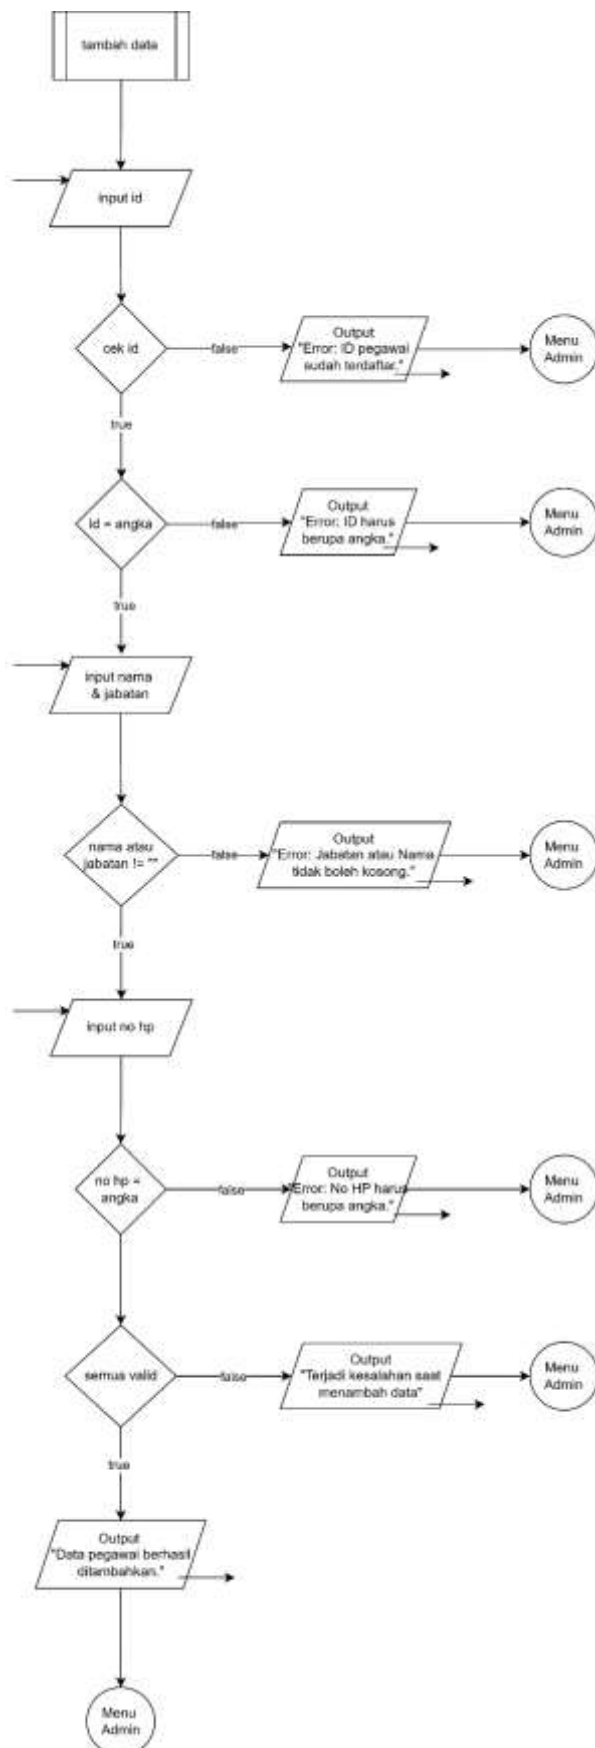 tambah data
input id
cek id
false
Output
"Error: ID pegawai
sudah terdaftar."
Menu
Admin
true
id = angka
false
Output
"Error: ID harus
berupa angka."
Menu
Admin
true
input nama
& jabatan
nama atau
jabatan != ""
false
Output
"Error: Jabatan atau Nama
tidak boleh kosong."
Menu
Admin
true
input no hp
no hp =
angka
false
Output
"Error: No HP harus
berupa angka."
Menu
Admin
semua valid
false
Output
"Terjadi kesalahan saat
menambah data"
Menu
Admin
true
Output
"Data pegawai berhasil
ditambahkan."
Menu
Admin